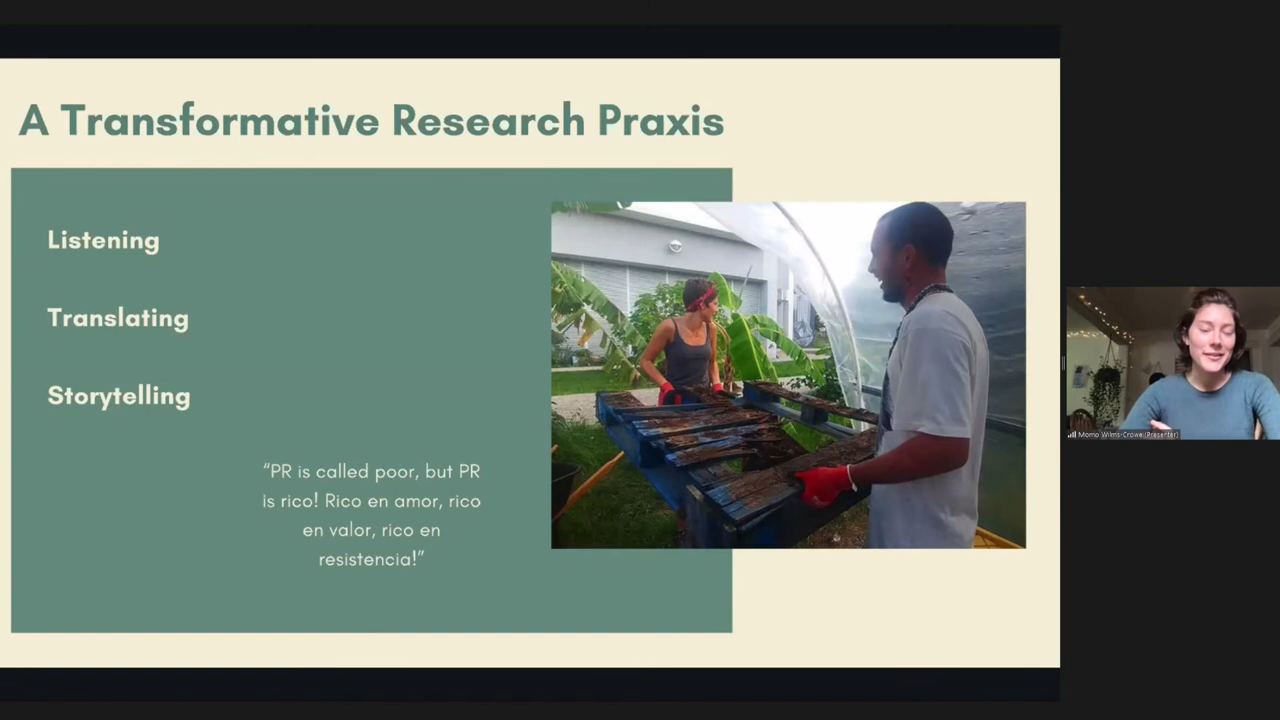 A Transformative Research Praxis
Listening
Translating
Storytelling
“PR is called poor, but PR
is rico! Rico en amor, rico
en valor, rico en
resistencia!”
Momo Wilms-Crowe (Presenter)